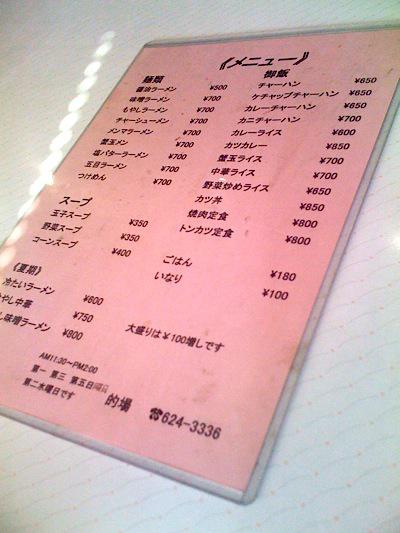 《メニュー》
麺類
醤油ラーメン ¥500
味噌ラーメン ¥700
もやしラーメン ¥700
チャーシューメン ¥700
メンマラーメン ¥700
蟹玉メン ¥700
塩バターラーメン ¥700
五目ラーメン ¥700
つけめん ¥700
スープ
玉子スープ ¥350
野菜スープ ¥350
コーンスープ ¥400
《夏期》
冷たいラーメン ¥800
やし中華 ¥750
し味噌ラーメン ¥800
御飯
チャーハン ¥650
ケチャップチャーハン ¥650
カレーチャーハン ¥650
カニチャーハン ¥700
カレーライス ¥600
カツカレー ¥850
蟹玉ライス ¥700
中華ライス ¥700
野菜炒めライス ¥650
カツ丼 ¥850
焼肉定食 ¥800
トンカツ定食 ¥800
ごはん ¥180
いなり ¥100
大盛りは¥100増しです
AM11:30~PM2:00
第一 第三 第五日曜日
第二水曜日です
的場 ☎624-3336